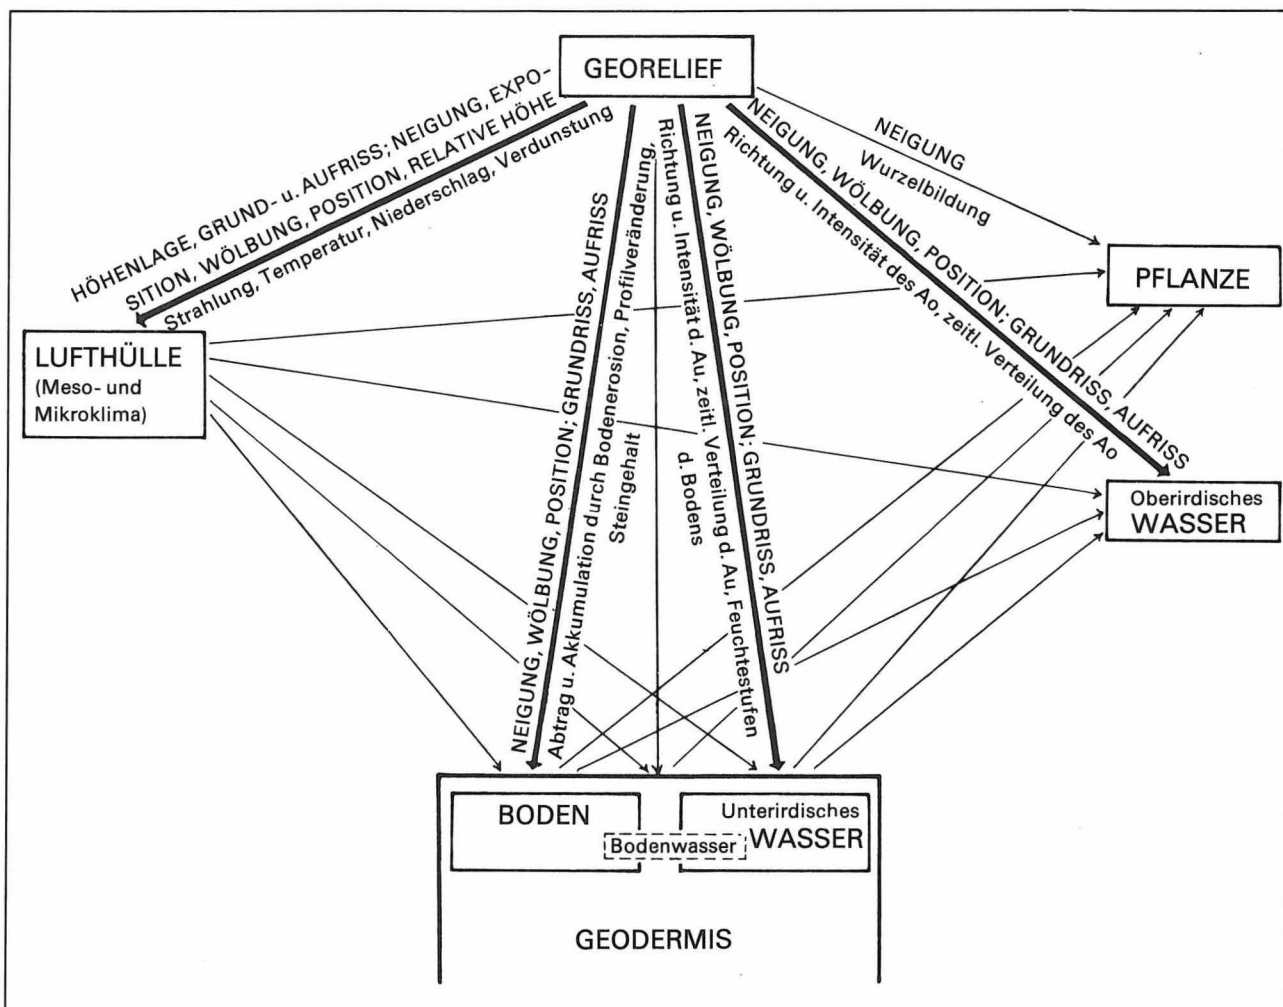 GEORELIEF
HÖHENLAGE, GRUND- u. AUFRISS; NEIGUNG, EXPO-
SITION, WÖLBUNG, POSITION, RELATIVE HÖHE
Strahlung, Temperatur, Niederschlag, Verdunstung
NEIGUNG, WÖLBUNG, POSITION; GRUNDRISS, AUFRISS
Abtrag u. Akkumulation durch Bodenerosion, Profilveränderung,
Steingehalt
NEIGUNG, WÖLBUNG, POSITION; GRUNDRISS, AUFRISS
Richtung u. Intensität d. Au, zeitl. Verteilung d. Au, Feuchtestufen
d. Bodens
NEIGUNG, WÖLBUNG, POSITION; GRUNDRISS, AUFRISS
Richtung u. Intensität des Ao, zeitl. Verteilung des Ao
NEIGUNG
Wurzelbildung
PFLANZE
LUFTHÜLLE
(Meso- und
Mikroklima)
Oberirdisches
WASSER
BODEN
Unterirdisches
WASSER
Bodenwasser
GEODERMIS